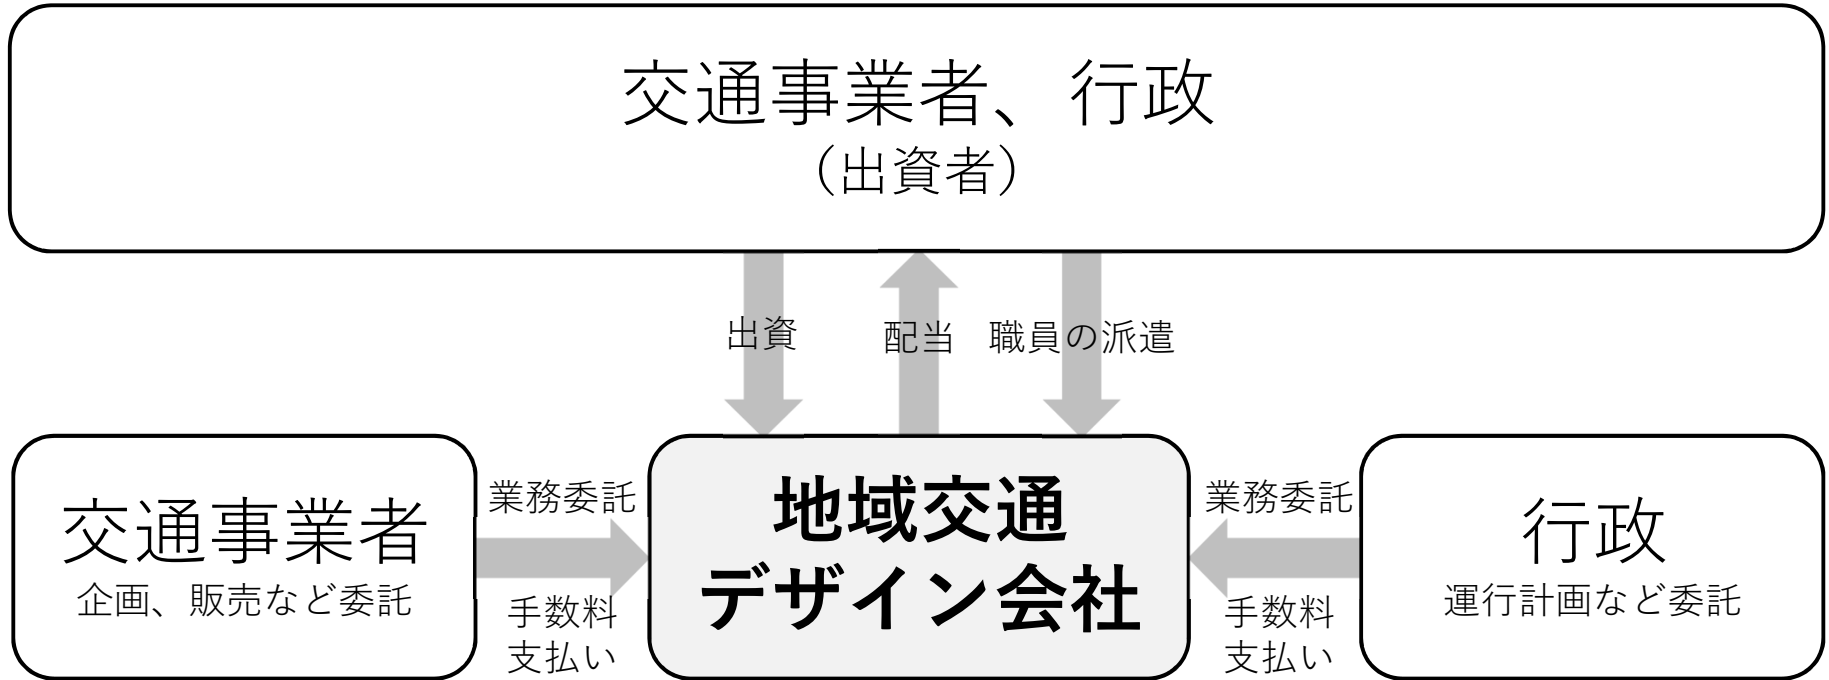 交通事業者、行政
（出資者）
出資
配当
職員の派遣
交通事業者
企画、販売など委託
業務委託
手数料
支払い
地域交通
デザイン会社
業務委託
手数料
支払い
行政
運行計画など委託